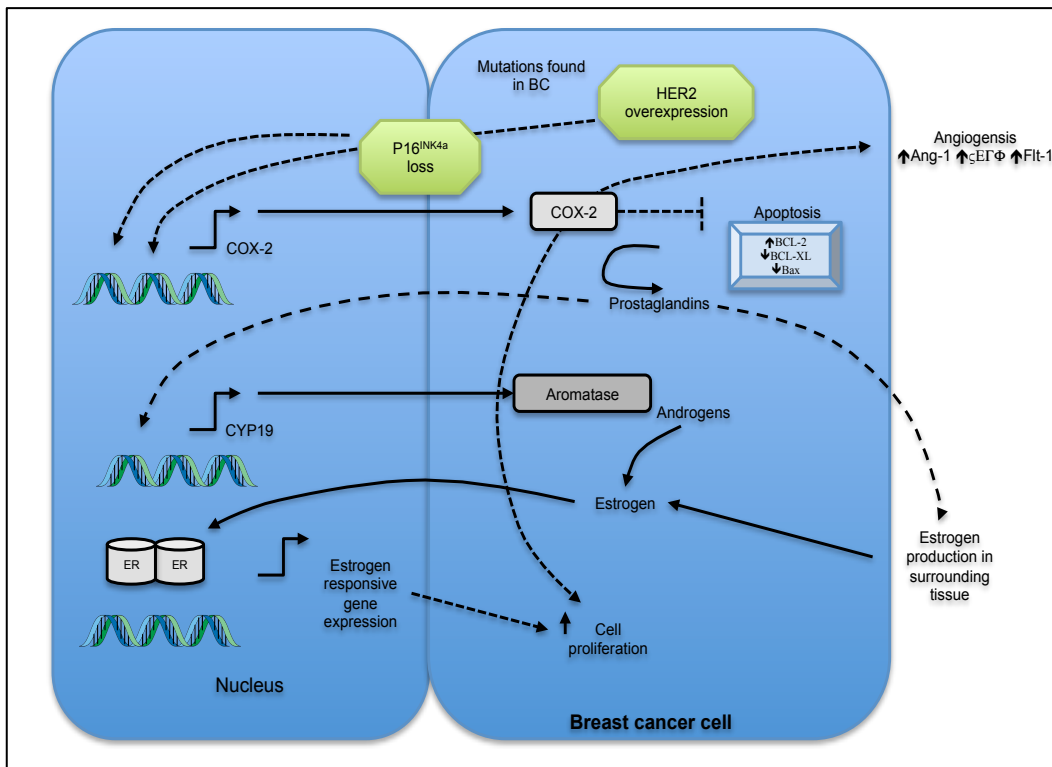 Mutations found
in BC
HER2
overexpression
P16INK4a
loss
Angiogensis
↑Ang-1 ↑ςΕΓΦ ↑Flt-1
COX-2
COX-2
Apoptosis
↑BCL-2
↓BCL-XL
↓Bax
Prostaglandins
Aromatase
CYP19
Androgens
Estrogen
ER ER
Estrogen
responsive
gene
expression
Estrogen
production in
surrounding
tissue
↑ Cell
proliferation
Nucleus
Breast cancer cell